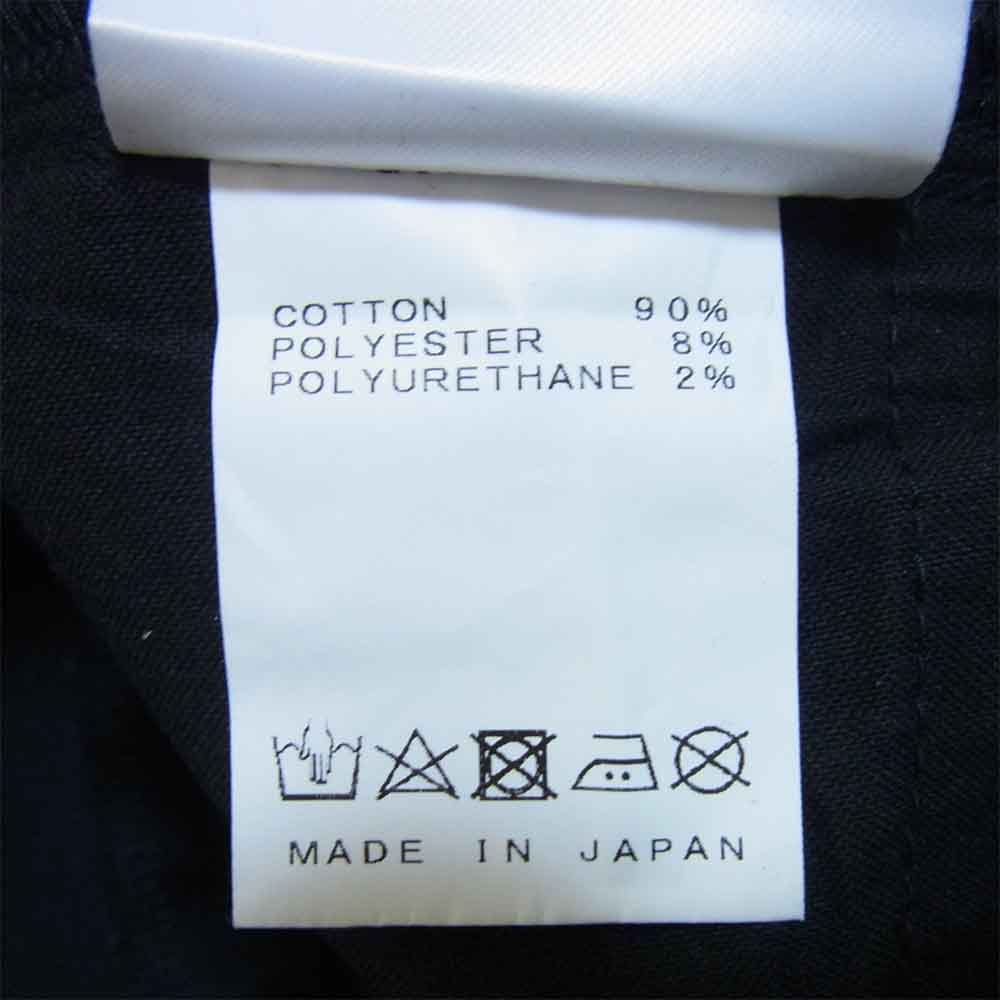 COTTON 90%
POLYESTER 8%
POLYURETHANE 2%
MADE IN JAPAN